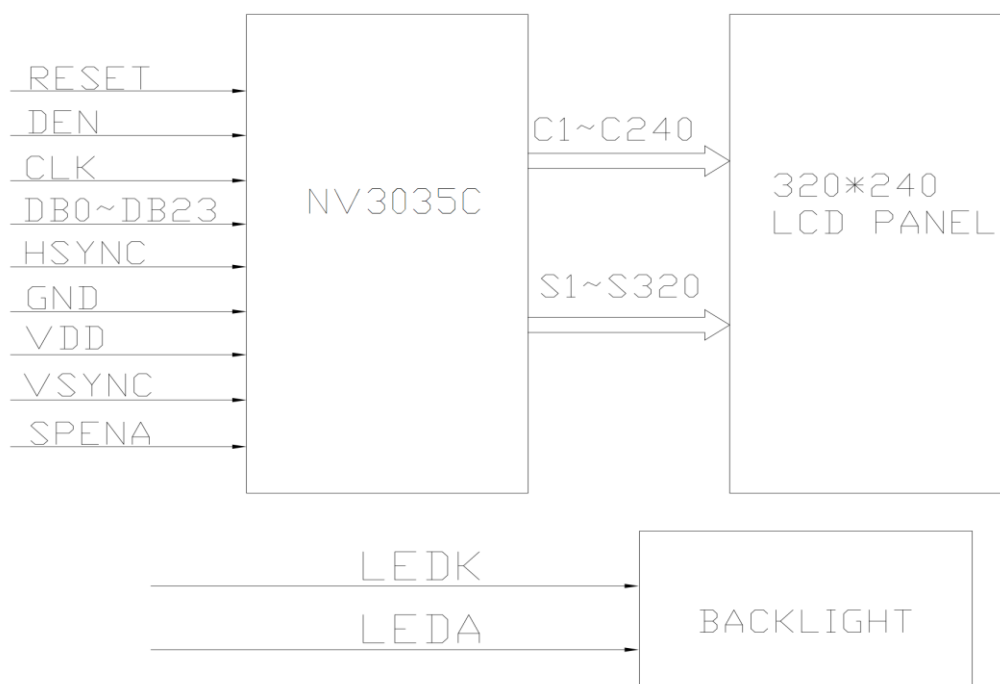 RESET
DEN
CLK
DB0~DB23
HSYNC
GND
VDD
VSYNC
SPENA
NV3035C
C1~C240
S1~S320
320*240
LCD PANEL
LEDK
LEDA
BACKLIGHT